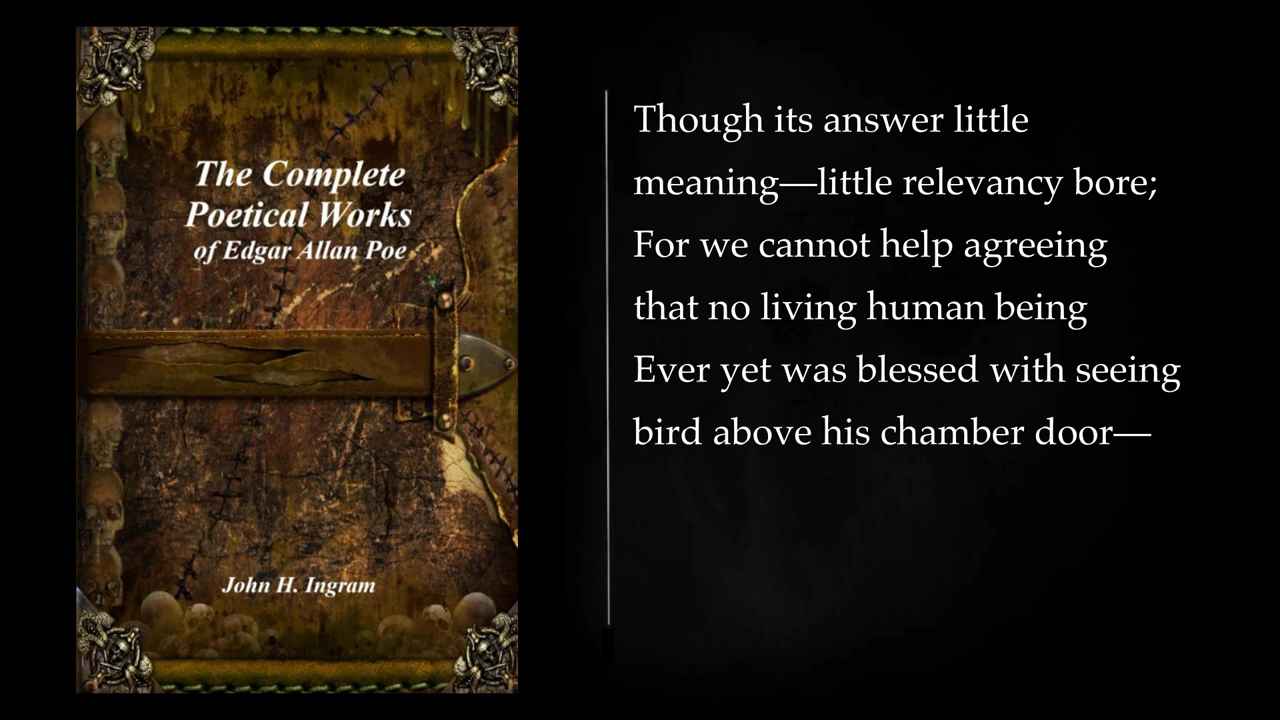 The Complete
Poetical Works
of Edgar Allan Poe
John H. Ingram
Though its answer little
meaning—little relevancy bore;
For we cannot help agreeing
that no living human being
Ever yet was blessed with seeing
bird above his chamber door—